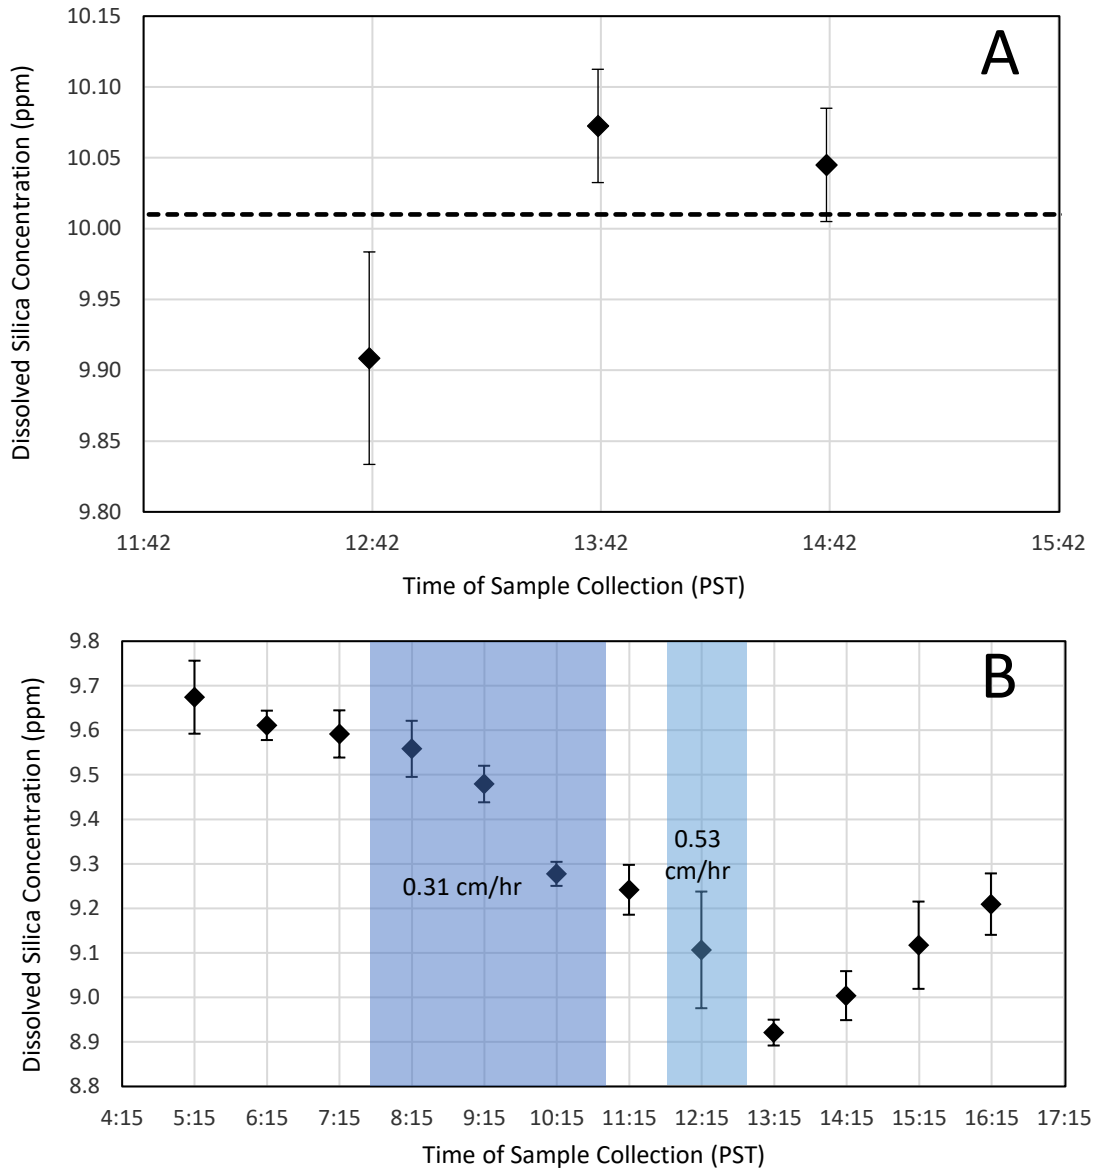 A
Dissolved Silica Concentration (ppm)
10.15
10.10
10.05
10.00
9.95
9.90
9.85
9.80
11:42 12:42 13:42 14:42 15:42
Time of Sample Collection (PST)
B
Dissolved Silica Concentration (ppm)
9.8
9.7
9.6
9.5
9.4
9.3
9.2
9.1
9.0
8.9
8.8
0.31 cm/hr
0.53
cm/hr
4:15 5:15 6:15 7:15 8:15 9:15 10:15 11:15 12:15 13:15 14:15 15:15 16:15 17:15
Time of Sample Collection (PST)